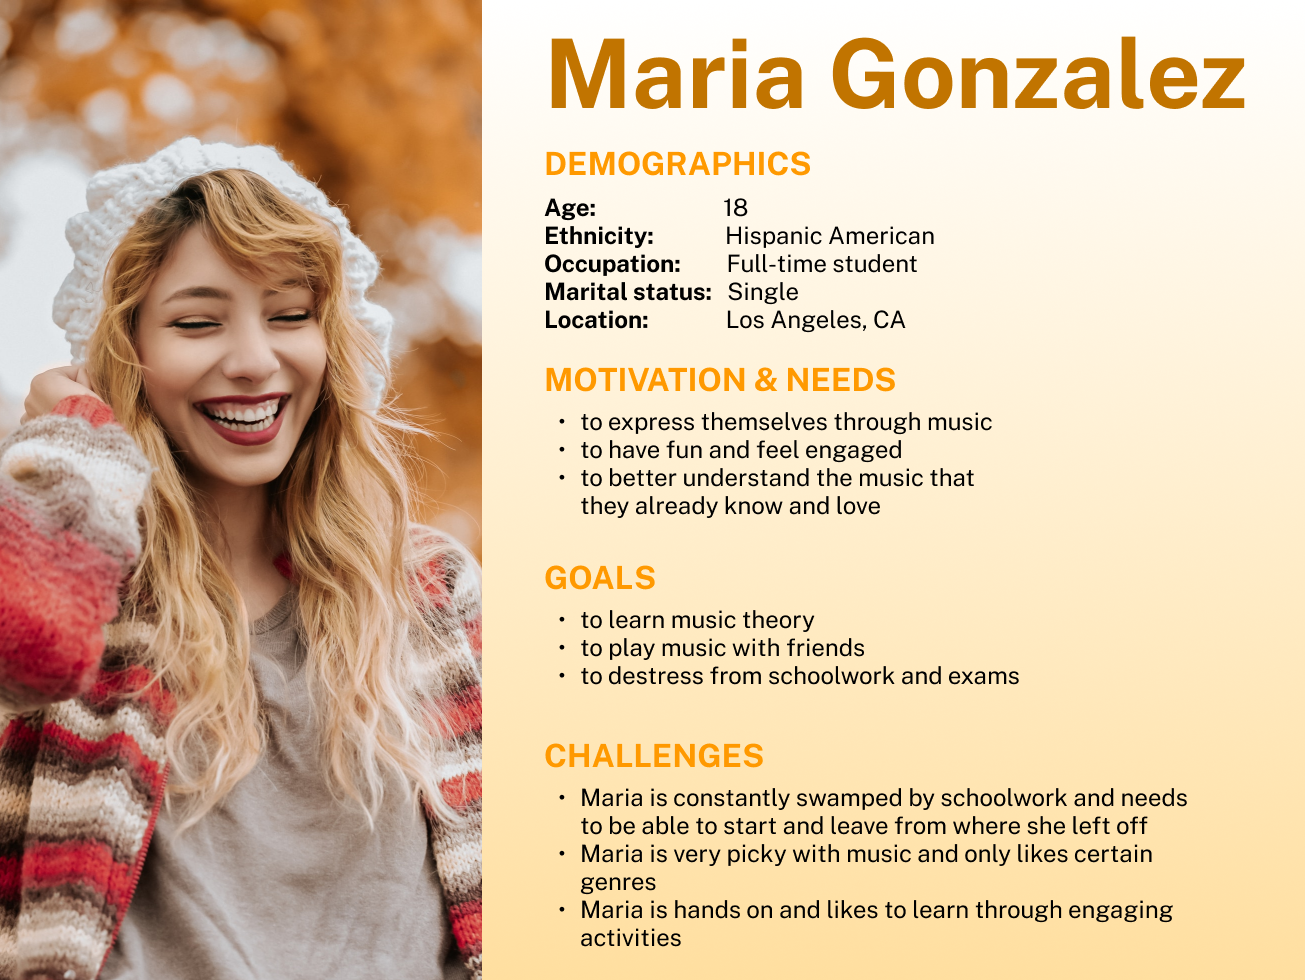 Maria Gonzalez
DEMOGRAPHICS
Age: 18
Ethnicity: Hispanic American
Occupation: Full-time student
Marital status: Single
Location: Los Angeles, CA
MOTIVATION & NEEDS
• to express themselves through music
• to have fun and feel engaged
• to better understand the music that
they already know and love
GOALS
• to learn music theory
• to play music with friends
• to destress from schoolwork and exams
CHALLENGES
• Maria is constantly swamped by schoolwork and needs
to be able to start and leave from where she left off
• Maria is very picky with music and only likes certain
genres
• Maria is hands on and likes to learn through engaging
activities